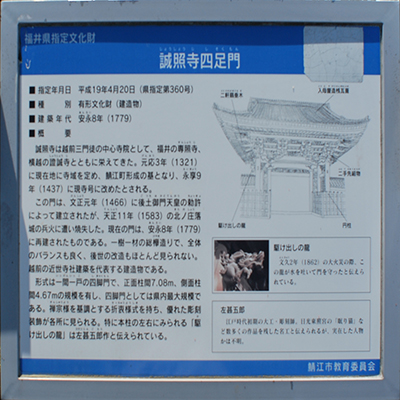 福井県指定文化財
誠照寺四足門
■ 指定年月日 平成19年4月20日（県指定第360号）
■ 種別 有形文化財（建造物）
■ 建築年代 安永8年（1779）
■ 概要
誠照寺は越前三門徒の中心寺院として、福井の専照寺、
横越の證誠寺とともに栄えてきた。元応3年（1321）
に現在地に寺域を定め、鯖江町形成の基となり、永享9
年（1437）に現寺号に改めたとされる。
この門は、文正元年（1466）に後土御門天皇の勅許
によって建立されたが、天正11年（1583）の北ノ庄落
城の兵火に遭い焼失した。現在の門は、安永8年（1779）
に再建されたものである。一樹一材の総欅造りで、全体
のバランスも良く、後世の改造もほとんど見られない。
越前の近世寺社建築を代表する建造物である。
形式は一間一戸の四脚門で、正面柱間7.08m、側面柱
間4.67mの規模を有し、四脚門としては県内最大規模で
ある。禅宗様を基調とする折衷様式を持ち、優れた彫刻
装飾が各所に見られる。特に本柱の左右にみられる「駆
け出しの龍」は左甚五郎作と伝えられている。
二軒繁垂木
入母屋造桟瓦葺
二手先組物
駆け出しの龍
円柱
駆け出しの龍
文久2年（1862）の大火災の際、こ
の龍が水を吐いて門を守ったと伝えら
れている。
左甚五郎
江戸時代初期の大工・彫刻師。日光東照宮の「眠り猫」な
ど数多くの作品を残した名工と伝えられるが、実在した人物
かは不明。
鯖江市教育委員会